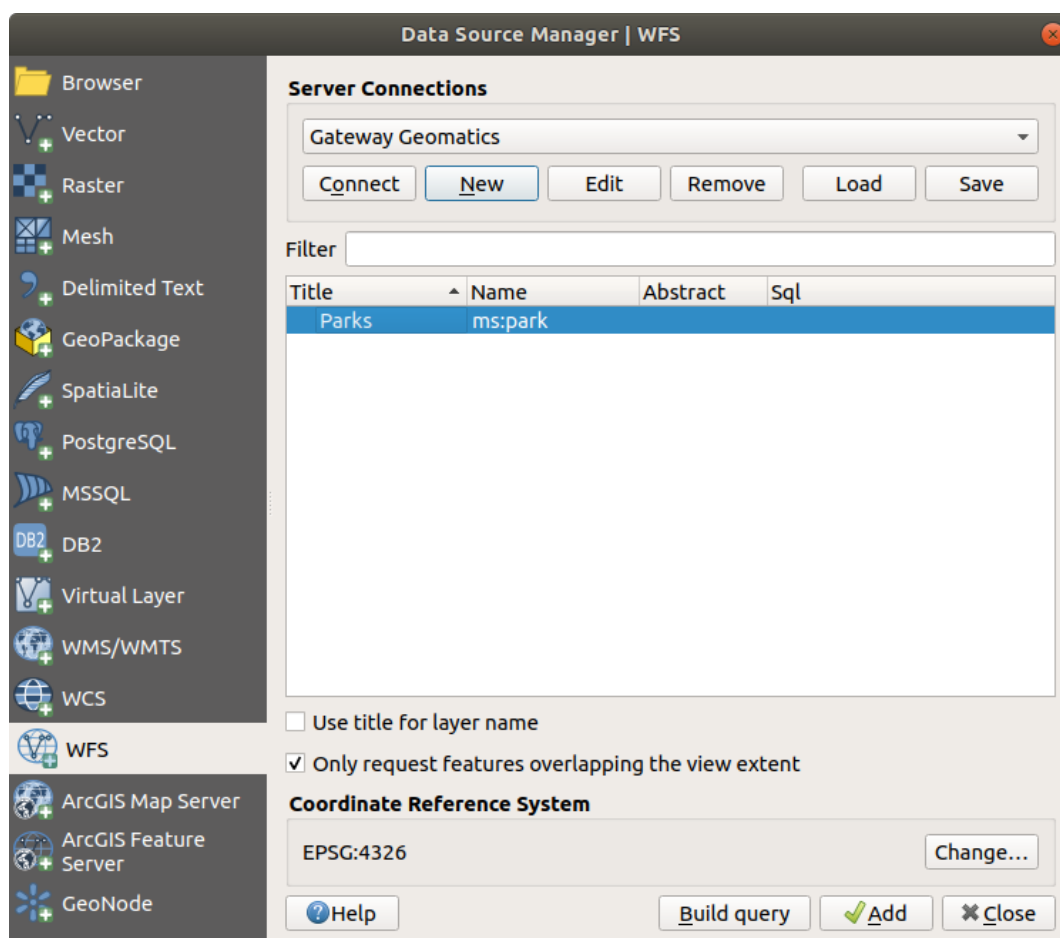 Data Source Manager | WFS
Browser
Vector
Raster
Mesh
Delimited Text
GeoPackage
SpatiaLite
PostgreSQL
MSSQL
DB2 DB2
Virtual Layer
WMS/WMTS
WCS
WFS
ArcGIS Map Server
ArcGIS Feature
Server
GeoNode
Server Connections
Gateway Geomatics
Connect New Edit Remove Load Save
Filter
Title Name Abstract Sql
Parks ms:park
Use title for layer name
Only request features overlapping the view extent
Coordinate Reference System
EPSG:4326 Change...
?Help Build query Add Close